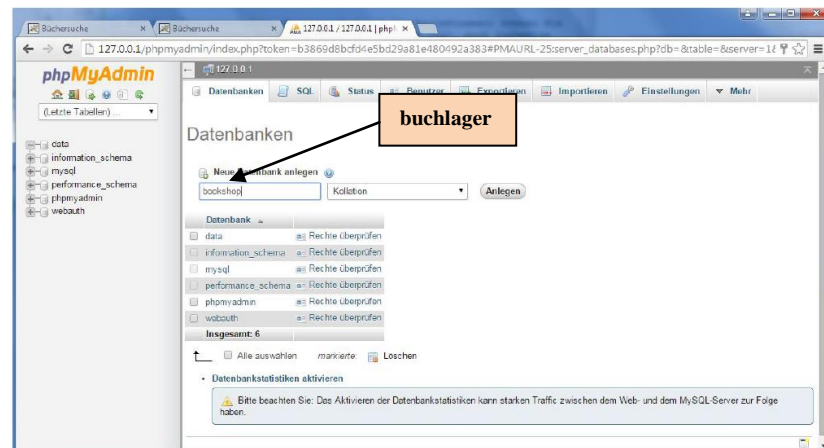 Büchersuche
Büchersuche
127.0.0.1 / 127.0.0.1 | phpM
127.0.0.1/phpmyadmin/index.php?token=b3869d8bcfd4e5bd29a81e480492a383#PMAURL-25:server_databases.php?db=&table=&server=1&
phpMyAdmin
(Letzte Tabellen) ...
data
information_schema
mysql
performance_schema
phpmyadmin
webauth
127.0.0.1
Datenbanken SQL Status Benutzer Exportieren Importieren Einstellungen Mehr
buchlager
Datenbanken
Neue Datenbank anlegen
bookshop Kollation Anlegen
Datenbank
data Rechte überprüfen
information_schema Rechte überprüfen
mysql Rechte überprüfen
performance_schema Rechte überprüfen
phpmyadmin Rechte überprüfen
webauth Rechte überprüfen
Insgesamt: 6
Alle auswählen markierte: Löschen
Datenbankstatistiken aktivieren
Bitte beachten Sie: Das Aktivieren der Datenbankstatistiken kann starken Traffic zwischen dem Web- und dem MySQL-Server zur Folge
haben.